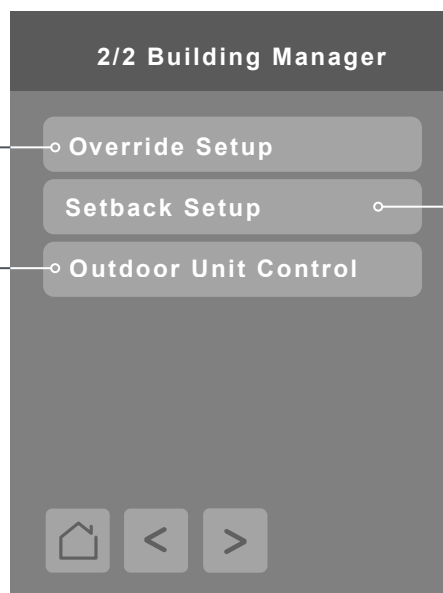 2/2 Building Manager
Override Setup
Setback Setup
Outdoor Unit Control
< >